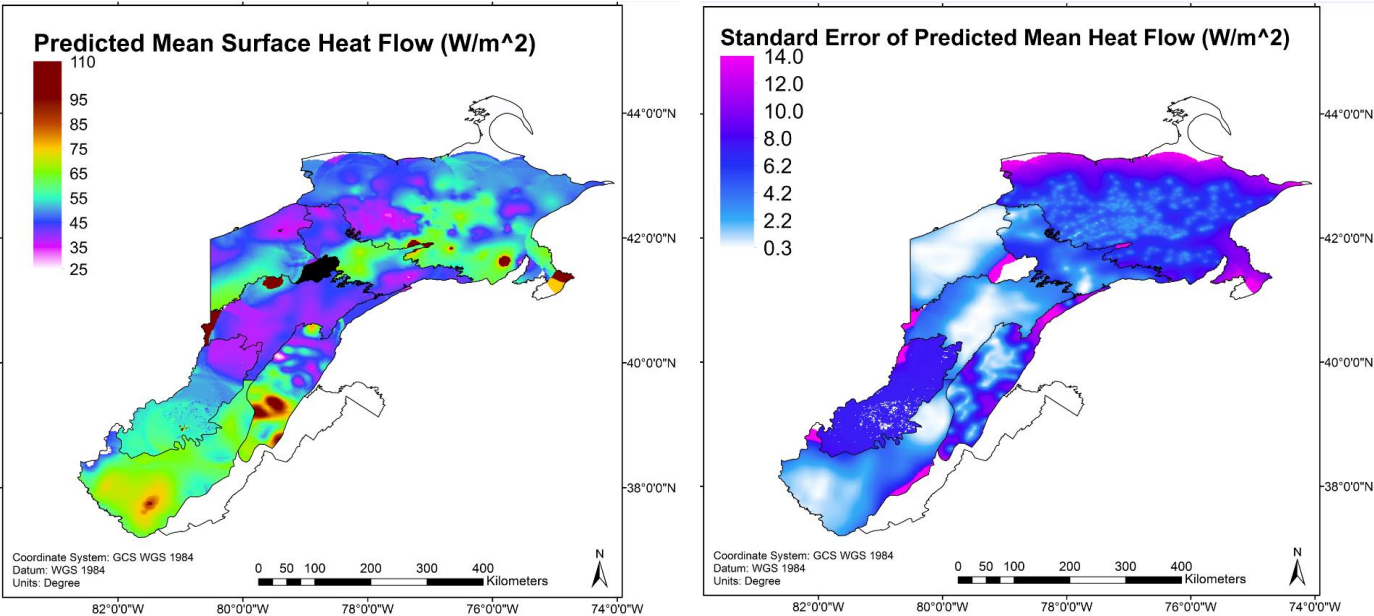 Predicted Mean Surface Heat Flow (W/m^2)
110
95
85
75
65
55
45
35
25
44°0'0"N
42°0'0"N
40°0'0"N
38°0'0"N
Coordinate System: GCS WGS 1984
Datum: WGS 1984
Units: Degree
0 50 100 200 300 400
Kilometers
N
82°0'0"W 80°0'0"W 78°0'0"W 76°0'0"W 74°0'0"W
Standard Error of Predicted Mean Heat Flow (W/m^2)
14.0
12.0
10.0
8.0
6.2
4.2
2.2
0.3
44°0'0"N
42°0'0"N
40°0'0"N
38°0'0"N
Coordinate System: GCS WGS 1984
Datum: WGS 1984
Units: Degree
0 50 100 200 300 400
Kilometers
N
82°0'0"W 80°0'0"W 78°0'0"W 76°0'0"W 74°0'0"W